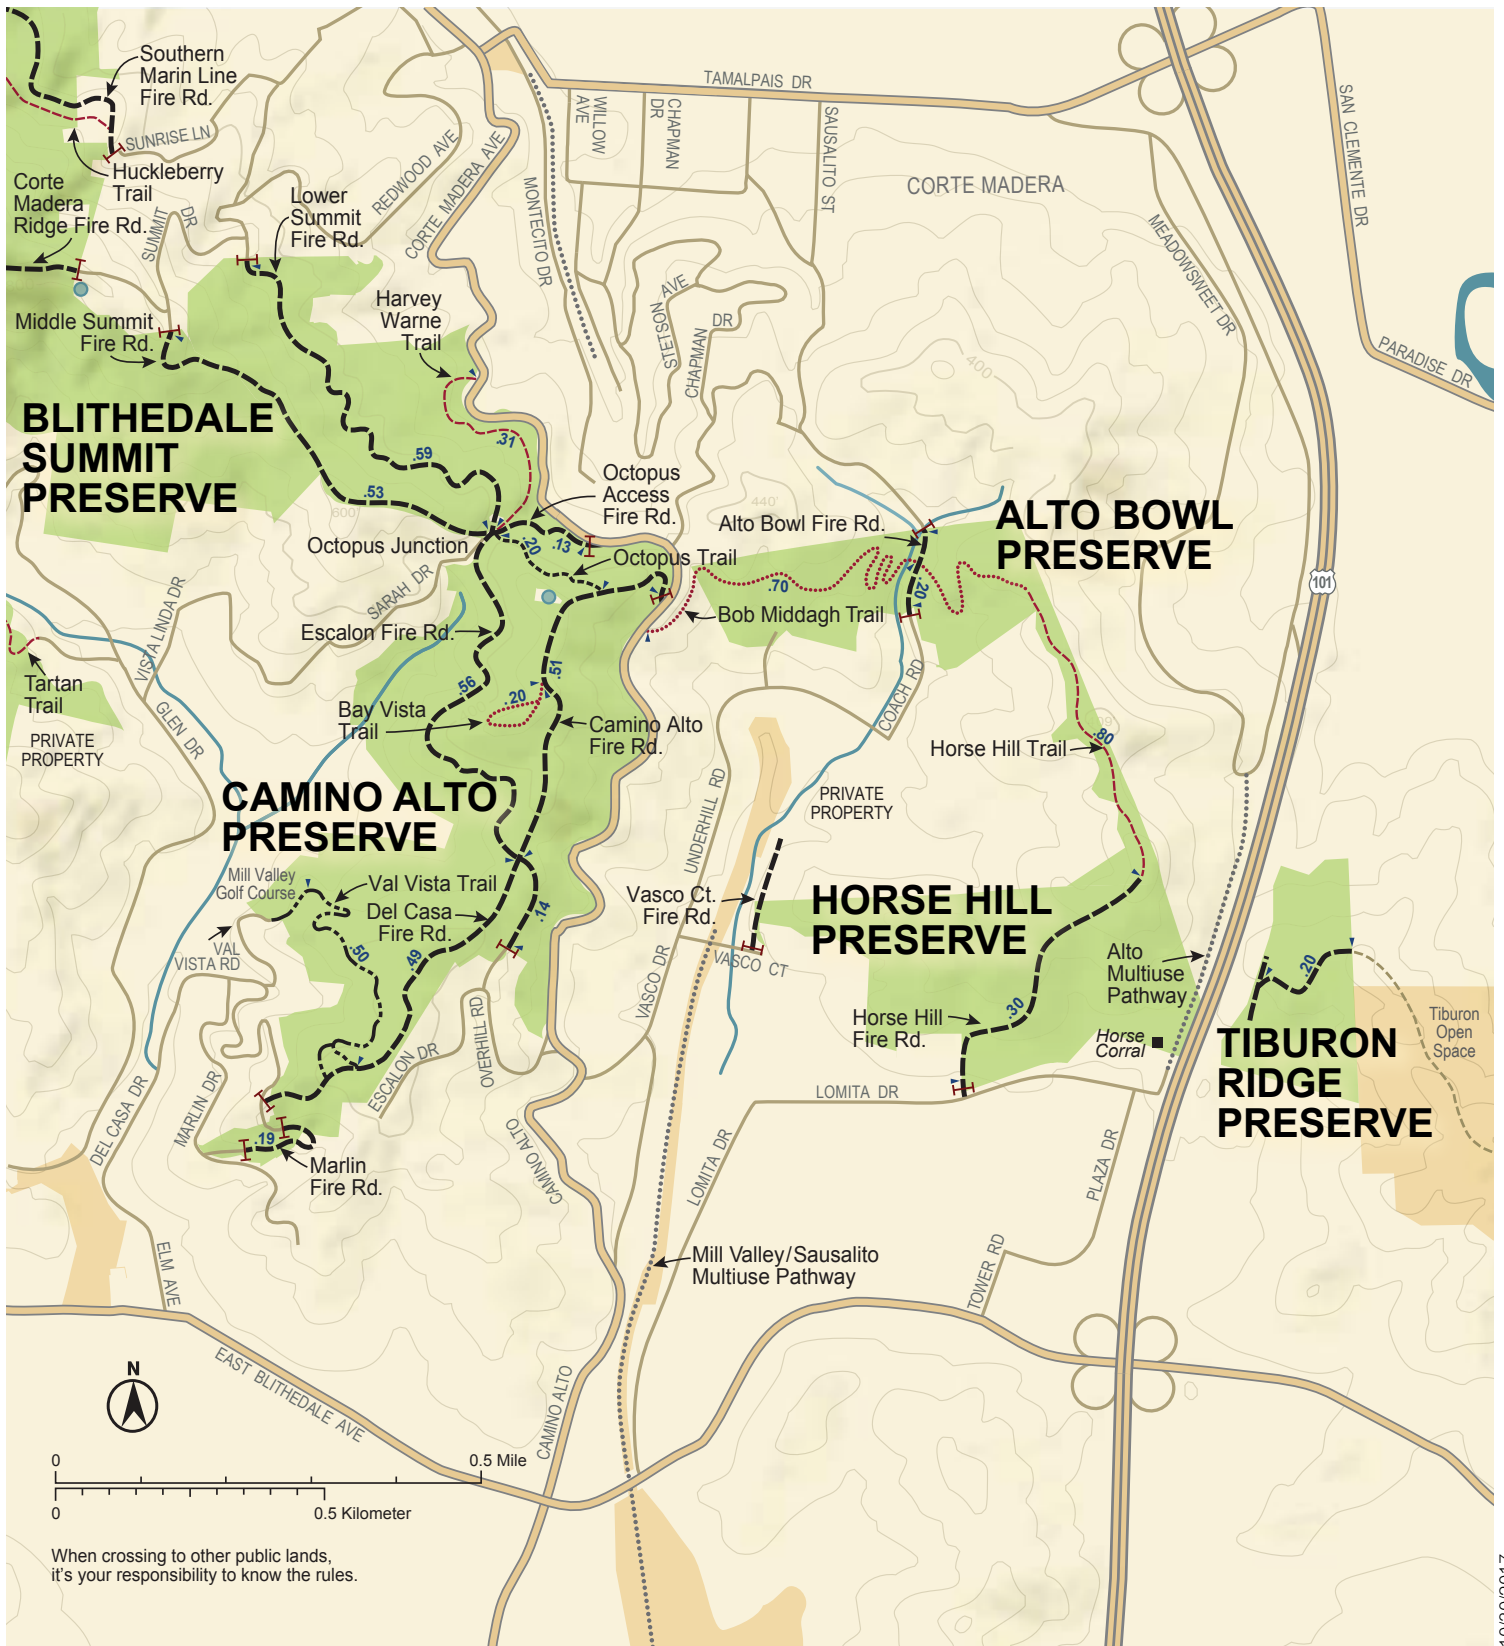 Southern
Marin Line
Fire Rd.
SUNRISE LN
Huckleberry
Trail
Corte
Madera
Ridge Fire Rd.
SUMMIT
DR
Lower
Summit
Fire Rd.
REDWOOD AVE
CORTE MADERA AVE
MONTECITO DR
TAMALPAIS DR
WILLOW
AVE
CHAPMAN
DR
SAUSALITO ST
CORTE MADERA
SAN CLEMENTE DR
MEADOWSWEET DR
PARADISE DR
Harvey
Warne
Trail
STETSON
AVE
CHAPMAN
DR
400
Middle Summit
Fire Rd.
BLITHEDALE
SUMMIT
PRESERVE
.31
.59
.53
600'
440'
Octopus
Access
Fire Rd.
Octopus Junction
.20
.13
Octopus Trail
Alto Bowl Fire Rd.
ALTO BOWL
PRESERVE
101
.70
.20
Bob Middagh Trail
SARAH DR
VISTA LINDA DR
Escalon Fire Rd.
.51
.56
.20
Tartan
Trail
GLEN DR
PRIVATE
PROPERTY
Bay Vista
Trail
Camino Alto
Fire Rd.
COACH RD
Horse Hill Trail
.80
CAMINO ALTO
PRESERVE
UNDERHILL RD
PRIVATE
PROPERTY
Mill Valley
Golf Course
Val Vista Trail
Del Casa
Fire Rd.
.14
Vasco Ct.
Fire Rd.
HORSE HILL
PRESERVE
VAL
VISTA RD
.50
.49
VASCO DR
VASCO CT
Alto
Multiuse
Pathway
.20
.30
Horse Hill
Fire Rd.
Horse
Corral
Tiburon
Open
Space
TIBURON
RIDGE
PRESERVE
OVERHILL RD
ESCALON DR
LOMITA DR
DEL CASA DR
MARLIN DR
.19
Marlin
Fire Rd.
CAMINO ALTO
LOMITA DR
PLAZA DR
ELM AVE
Mill Valley/Sausalito
Multiuse Pathway
TOWER RD
EAST BLITHEDALE AVE
CAMINO ALTO
N
0
0.5 Mile
0
0.5 Kilometer
When crossing to other public lands,
it's your responsibility to know the rules.